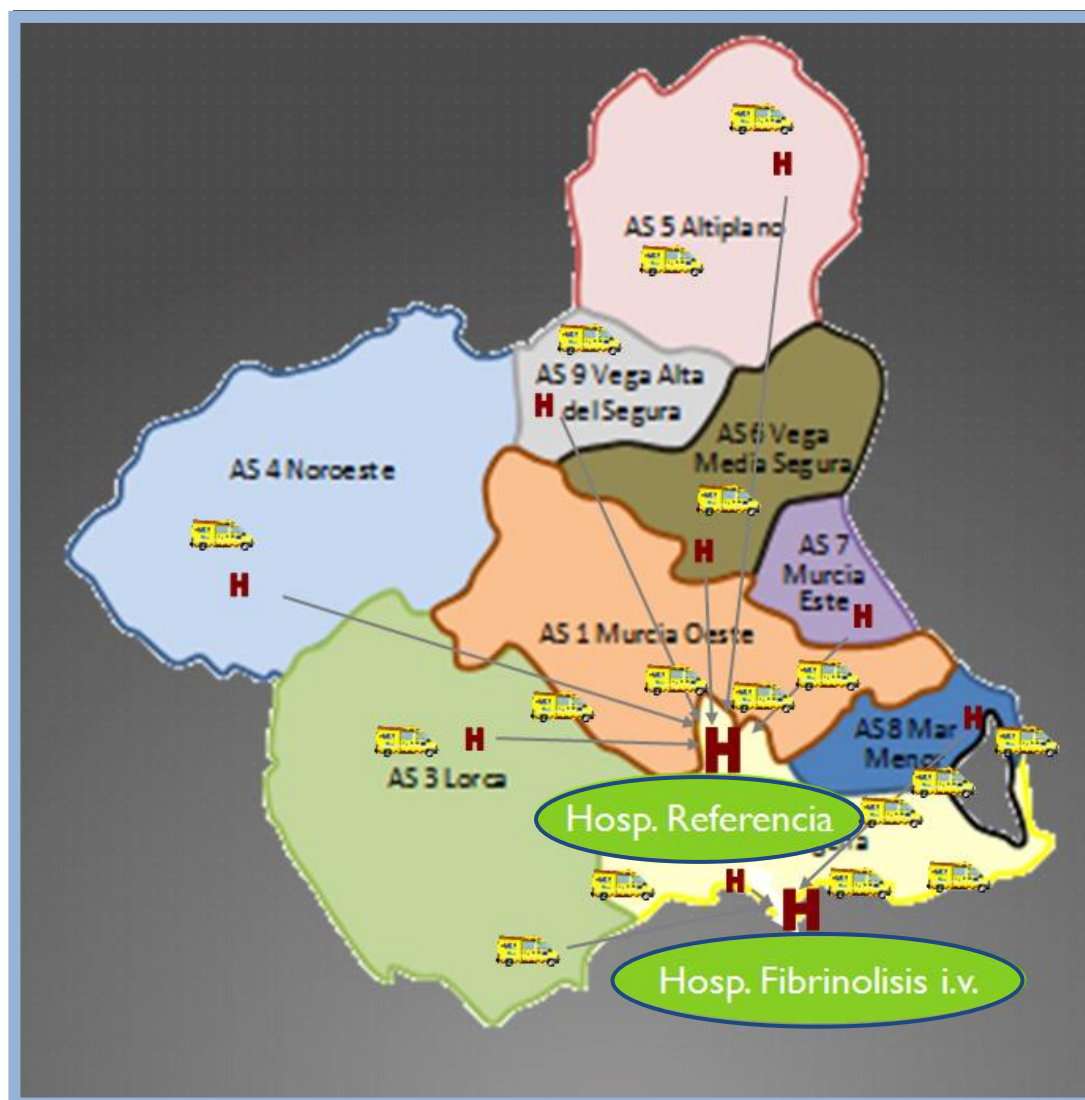 H
AS 5 Altiplano
AS 9 Vega Alta
H del Segura
AS 6 Vega
Media Segura
AS 4 Noroeste
H
H
AS 7
Murcia
Este H
AS 1 Murcia Oeste
H
AS 8 Mar
Menor
H
AS 3 Lorca
H
Hosp. Referencia
H
H
Hosp. Fibrinolisis i.v.